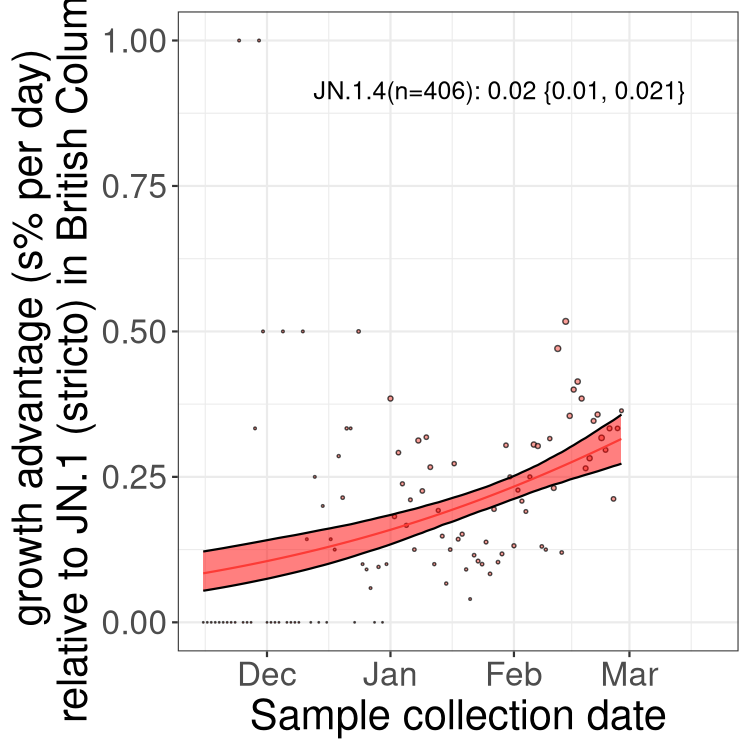 growth advantage (s% per day)
relative to JN.1 (stricto) in British Colum
1.00
0.75
0.50
0.25
0.00
JN.1.4(n=406): 0.02 {0.01, 0.021}
Dec Jan Feb Mar
Sample collection date